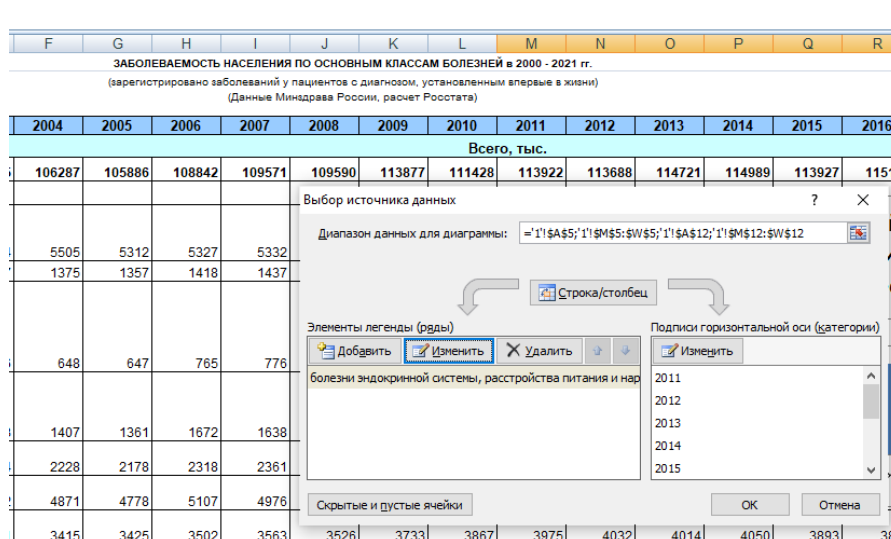 F G H I J K L M N O P Q R
ЗАБОЛЕВАЕМОСТЬ НАСЕЛЕНИЯ ПО ОСНОВНЫМ КЛАССАМ БОЛЕЗНЕЙ в 2000 - 2021 гг.
(зарегистрировано заболеваний у пациентов с диагнозом, установленным впервые в жизни)
(Данные Минздрава России, расчет Росстата)
2004 2005 2006 2007 2008 2009 2010 2011 2012 2013 2014 2015 2016
Всего, тыс.
106287 105886 108842 109571 109590 113877 111428 113922 113688 114721 114989 113927 115
Выбор источника данных ? X
Диапазон данных для диаграммы: ='1'!$A$5;'1'!$M$5:$W$5;'1'!$A$12;'1'!$M$12:$W$12
5505 5312 5327 5332
1375 1357 1418 1437
Строка/столбец
Элементы легенды (ряды) Подписи горизонтальной оси (категории)
Добавить Изменить Удалить Изменить
648 647 765 776
болезни эндокринной системы, расстройства питания и нар 2011
2012
2013
1407 1361 1672 1638
2014
2228 2178 2318 2361 2015
4871 4778 5107 4976
Скрытые и пустые ячейки ОК Отмена
3415 3425 3502 3563 3526 3733 3867 3975 4032 4014 4050 3893